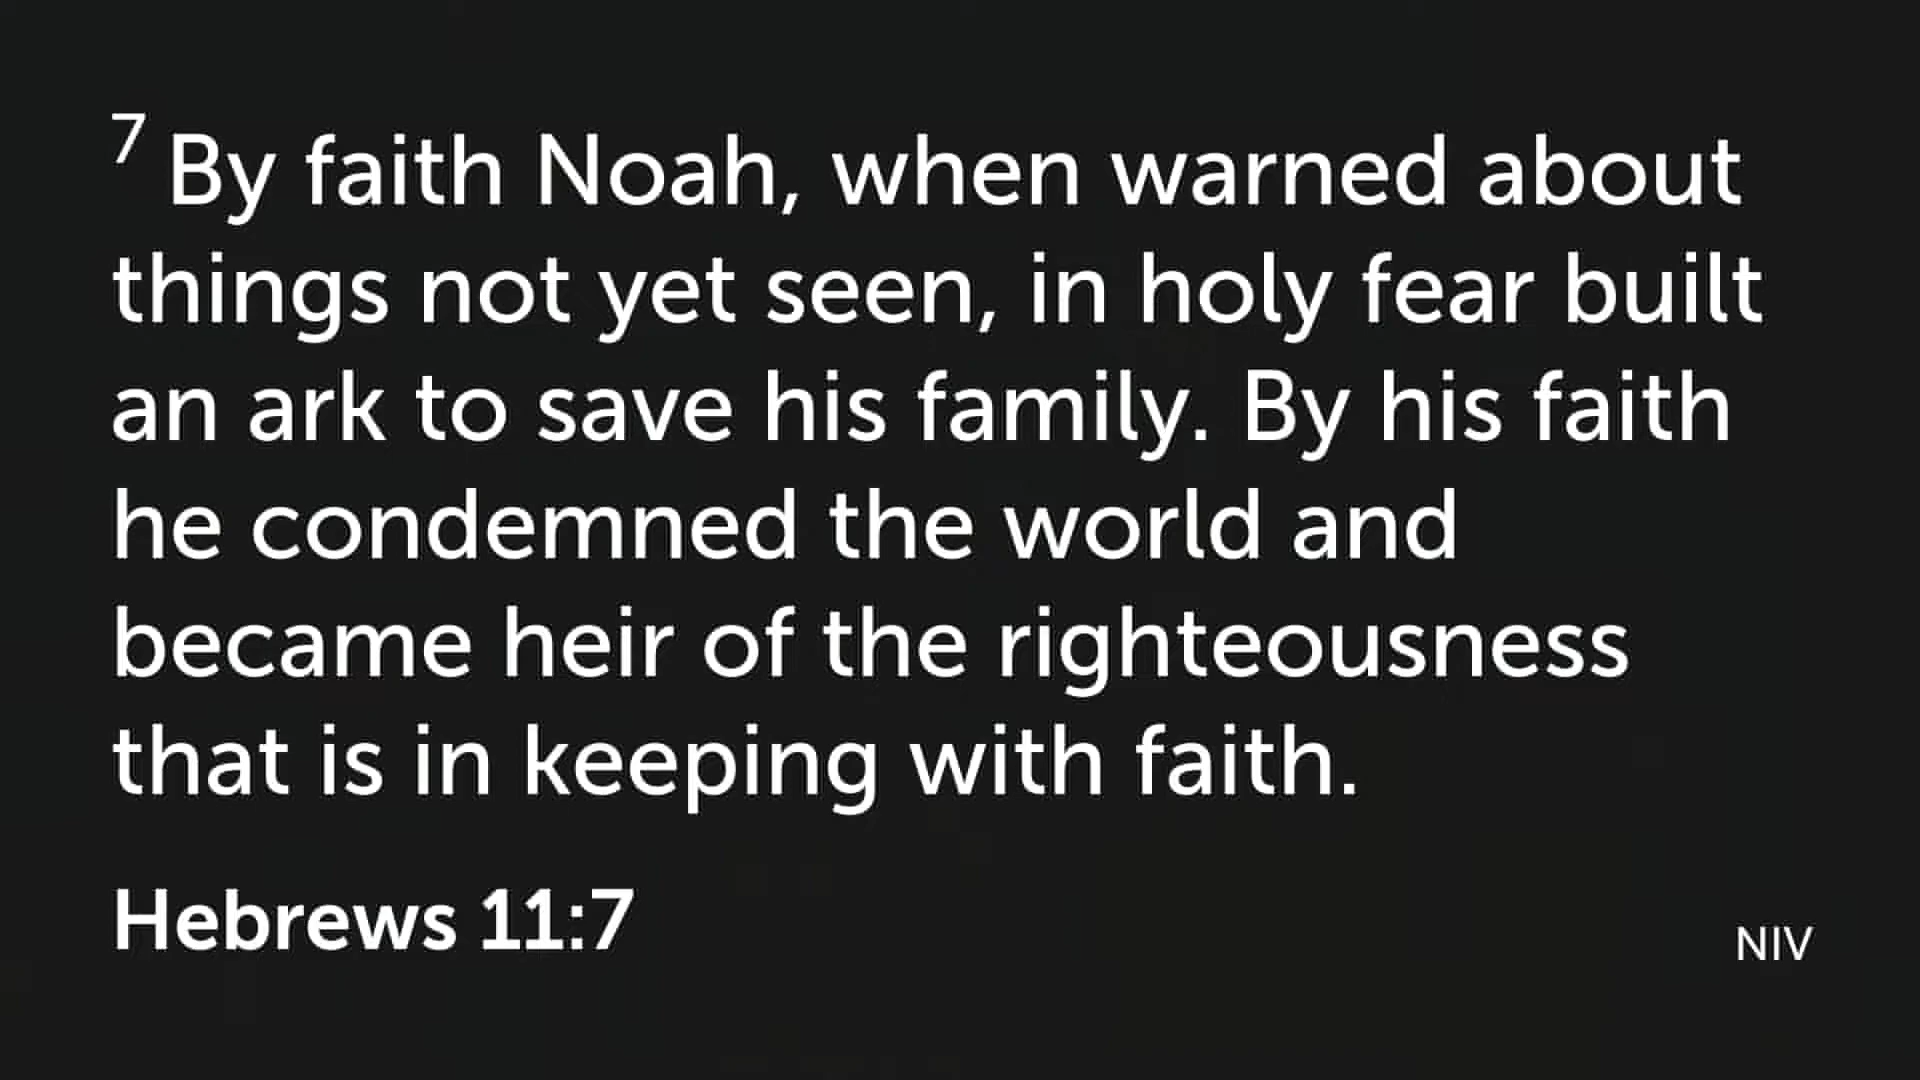 7 By faith Noah, when warned about
things not yet seen, in holy fear built
an ark to save his family. By his faith
he condemned the world and
became heir of the righteousness
that is in keeping with faith.
Hebrews 11:7
NIV